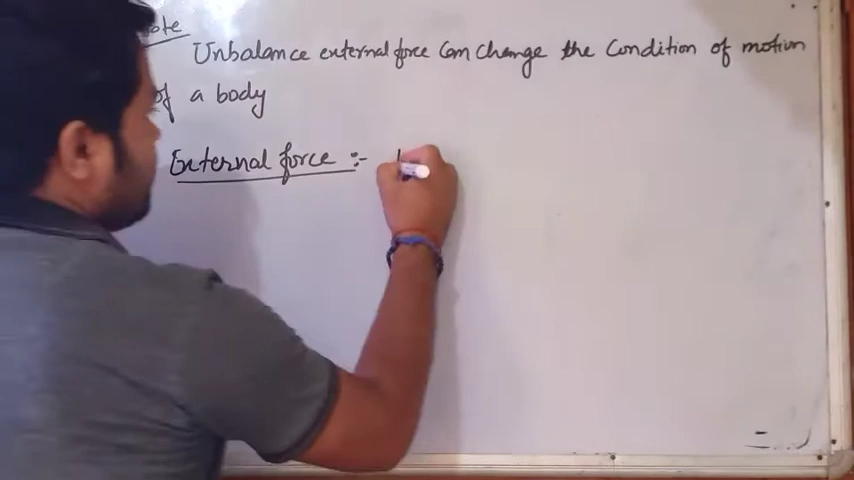 ote
Unbalance external force Can change the Condition of motion
of a body
External force :-